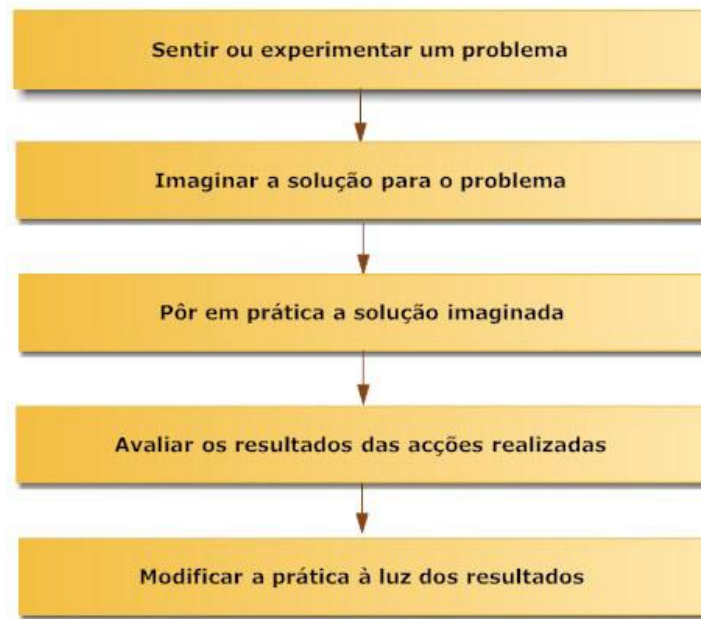 Sentir ou experimentar um problema
Imaginar a solução para o problema
Pôr em prática a solução imaginada
Avaliar os resultados das acções realizadas
Modificar a prática à luz dos resultados